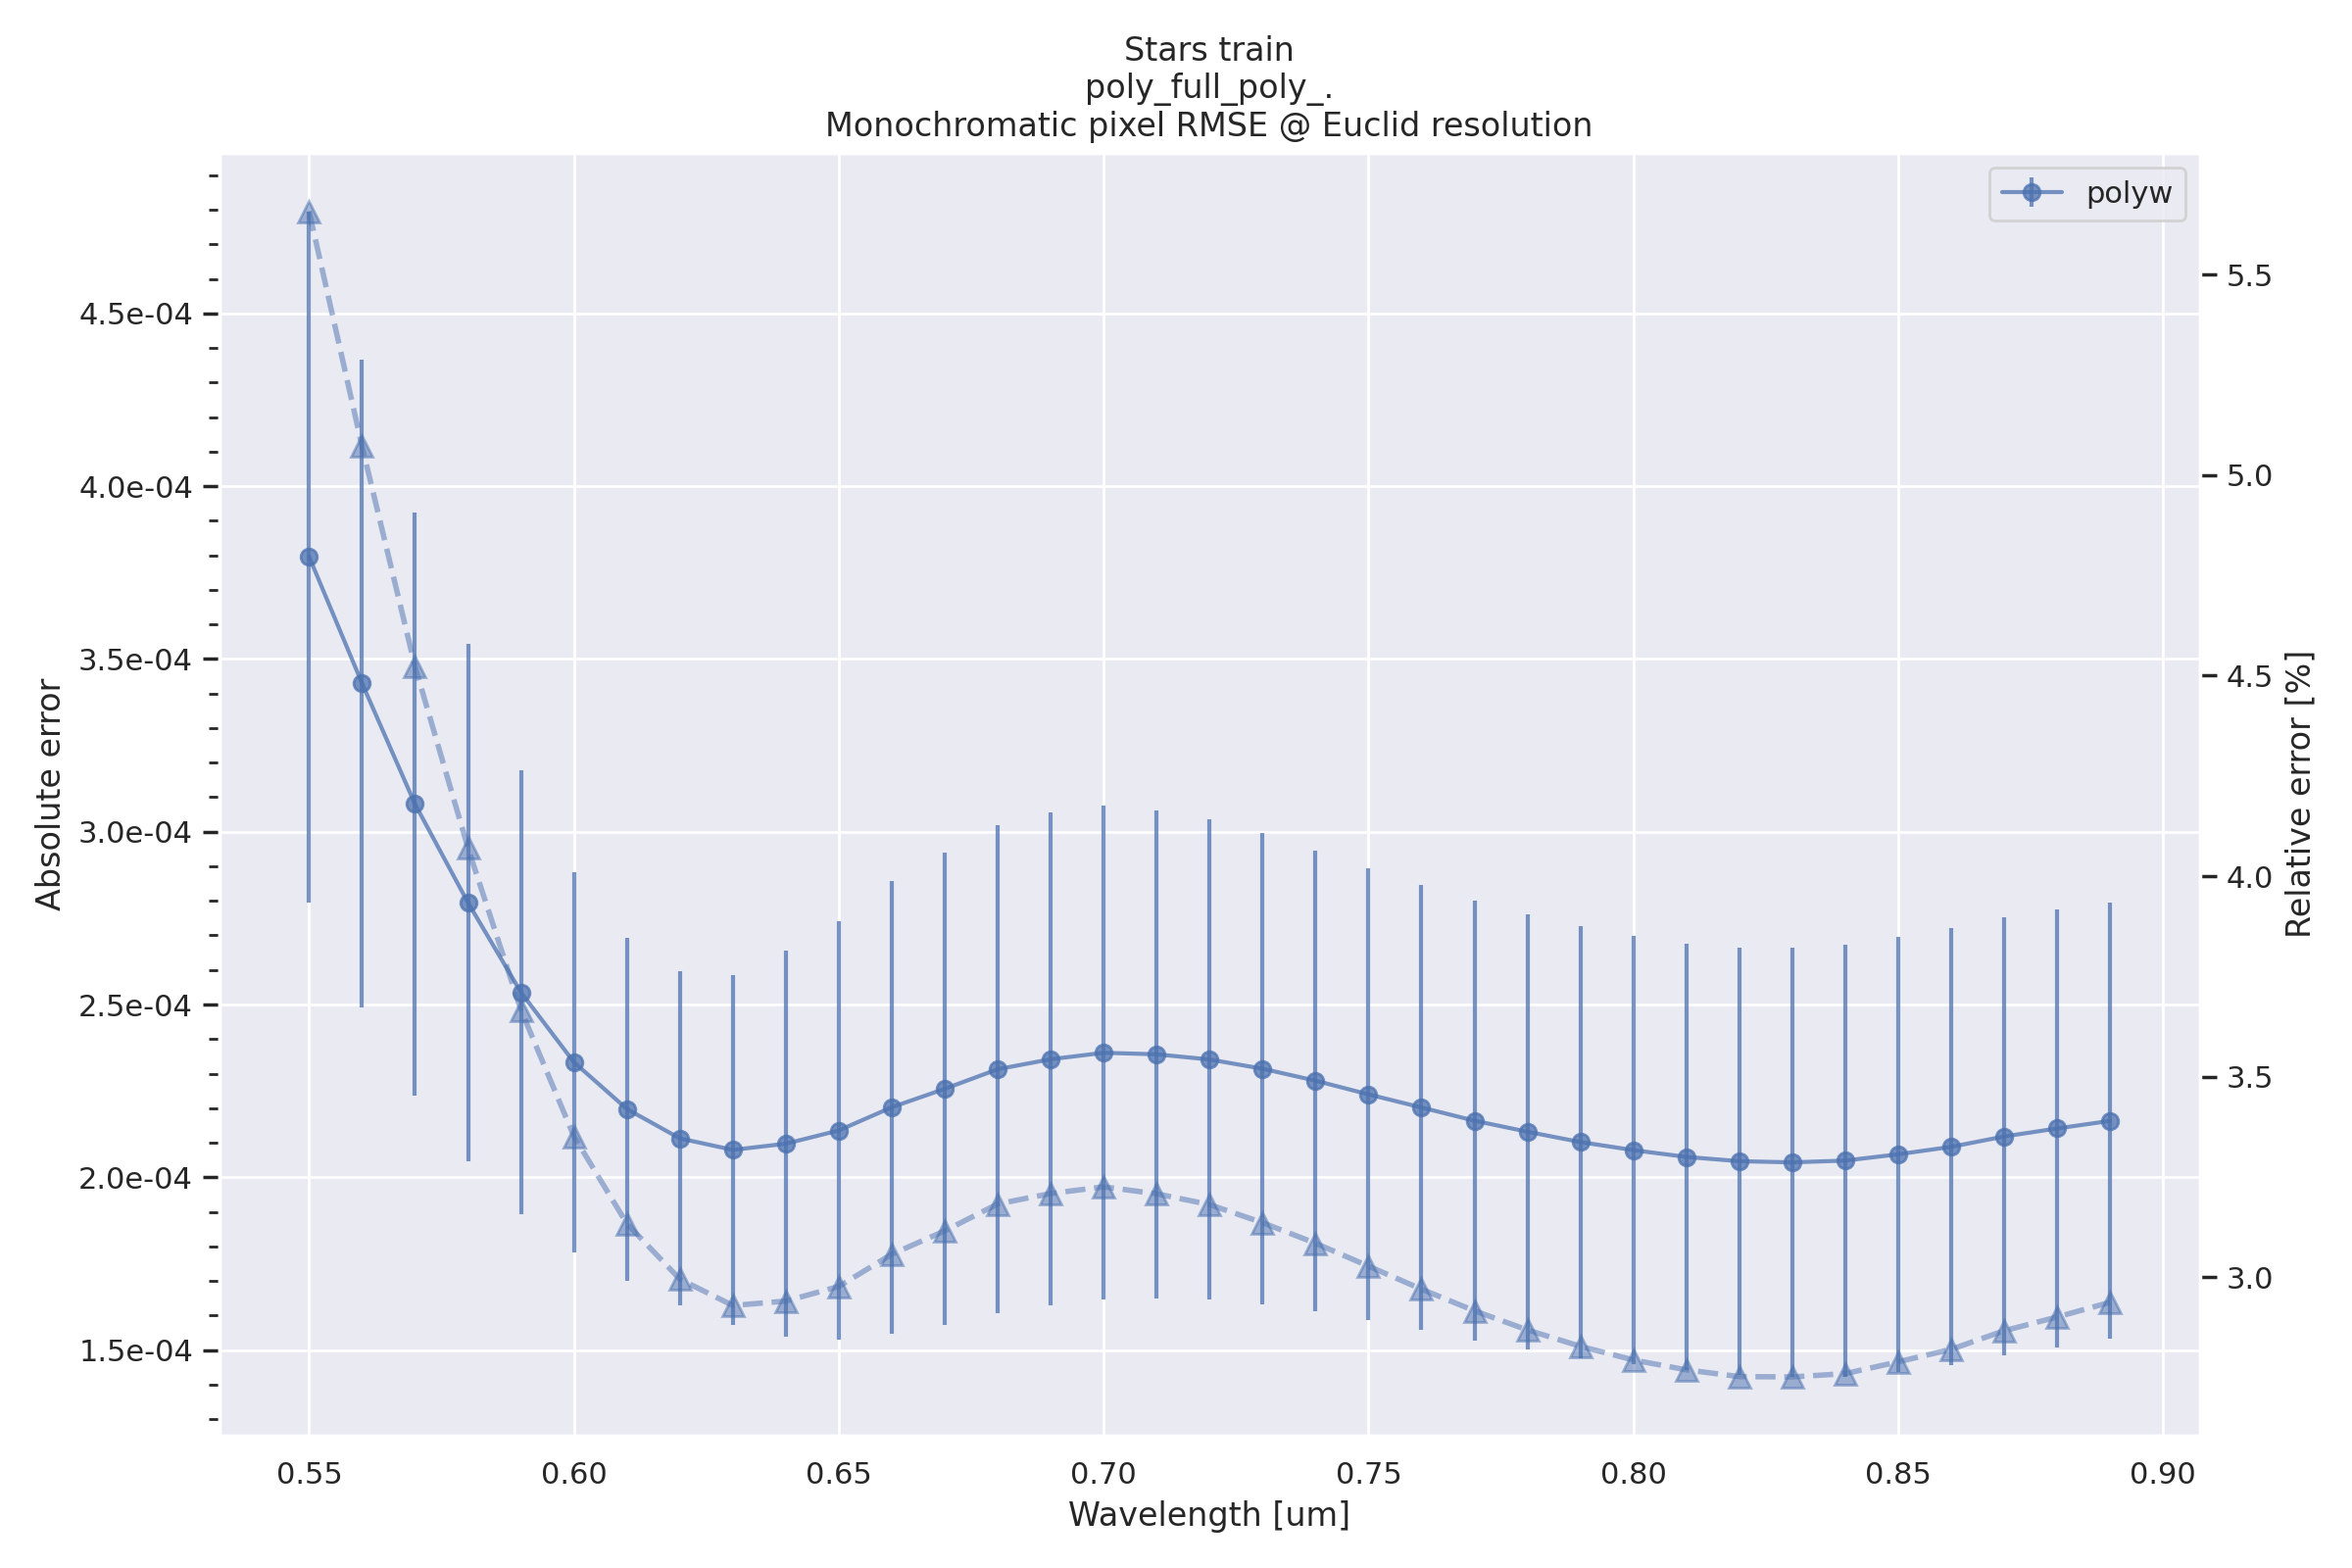 Stars train
poly_full_poly_.
Monochromatic pixel RMSE @ Euclid resolution
polyw
Absolute error
4.5e-04
4.0e-04
3.5e-04
3.0e-04
2.5e-04
2.0e-04
1.5e-04
5.5
5.0
4.5
4.0
3.5
3.0
Relative error [%]
0.55 0.60 0.65 0.70 0.75 0.80 0.85 0.90
Wavelength [um]